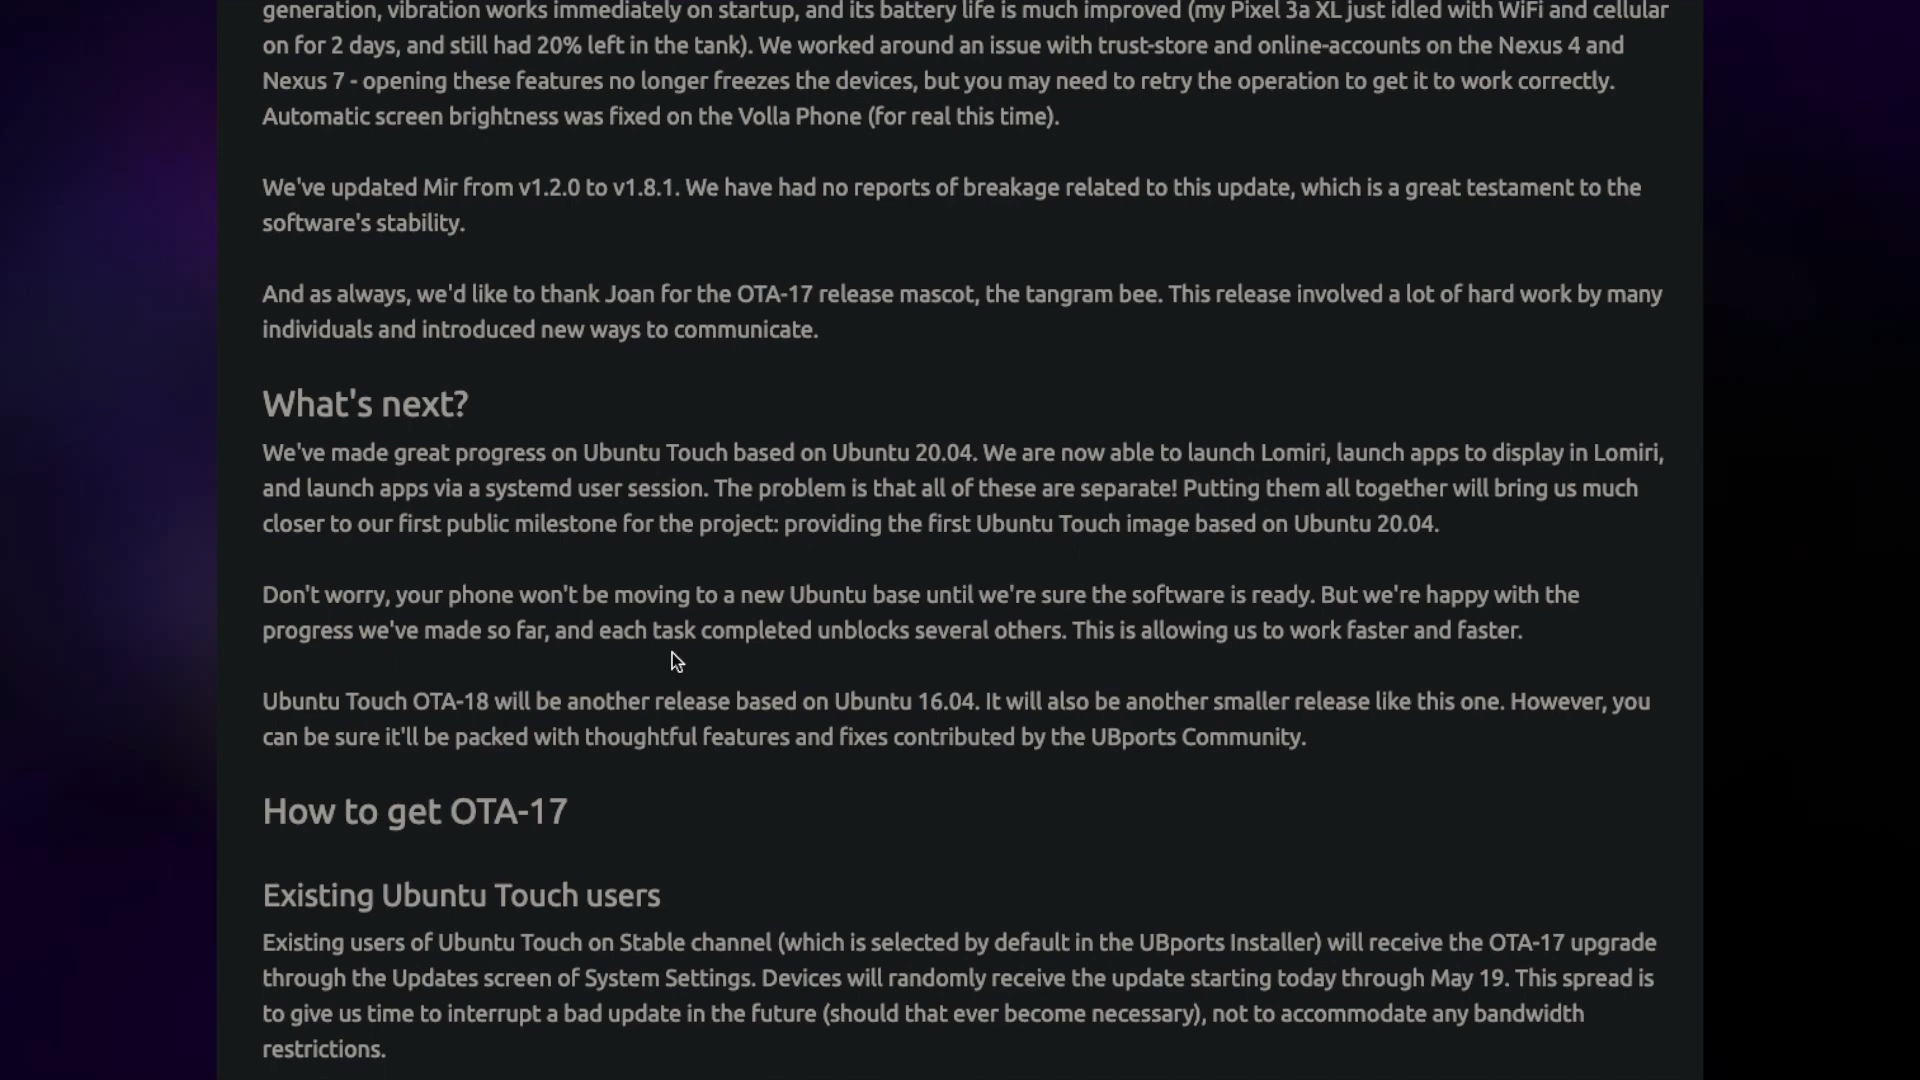 generation, vibration works immediately on startup, and its battery life is much improved (my Pixel 3a XL just idled with WiFi and cellular
on for 2 days, and still had 20% left in the tank). We worked around an issue with trust-store and online-accounts on the Nexus 4 and
Nexus 7 - opening these features no longer freezes the devices, but you may need to retry the operation to get it to work correctly.
Automatic screen brightness was fixed on the Volla Phone (for real this time).
We've updated Mir from v1.2.0 to v1.8.1. We have had no reports of breakage related to this update, which is a great testament to the
software's stability.
And as always, we'd like to thank Joan for the OTA-17 release mascot, the tangram bee. This release involved a lot of hard work by many
individuals and introduced new ways to communicate.
What's next?
We've made great progress on Ubuntu Touch based on Ubuntu 20.04. We are now able to launch Lomiri, launch apps to display in Lomiri,
and launch apps via a systemd user session. The problem is that all of these are separate! Putting them all together will bring us much
closer to our first public milestone for the project: providing the first Ubuntu Touch image based on Ubuntu 20.04.
Don't worry, your phone won't be moving to a new Ubuntu base until we're sure the software is ready. But we're happy with the
progress we've made so far, and each task completed unblocks several others. This is allowing us to work faster and faster.
Ubuntu Touch OTA-18 will be another release based on Ubuntu 16.04. It will also be another smaller release like this one. However, you
can be sure it'll be packed with thoughtful features and fixes contributed by the UBports Community.
How to get OTA-17
Existing Ubuntu Touch users
Existing users of Ubuntu Touch on Stable channel (which is selected by default in the UBports Installer) will receive the OTA-17 upgrade
through the Updates screen of System Settings. Devices will randomly receive the update starting today through May 19. This spread is
to give us time to interrupt a bad update in the future (should that ever become necessary), not to accommodate any bandwidth
restrictions.